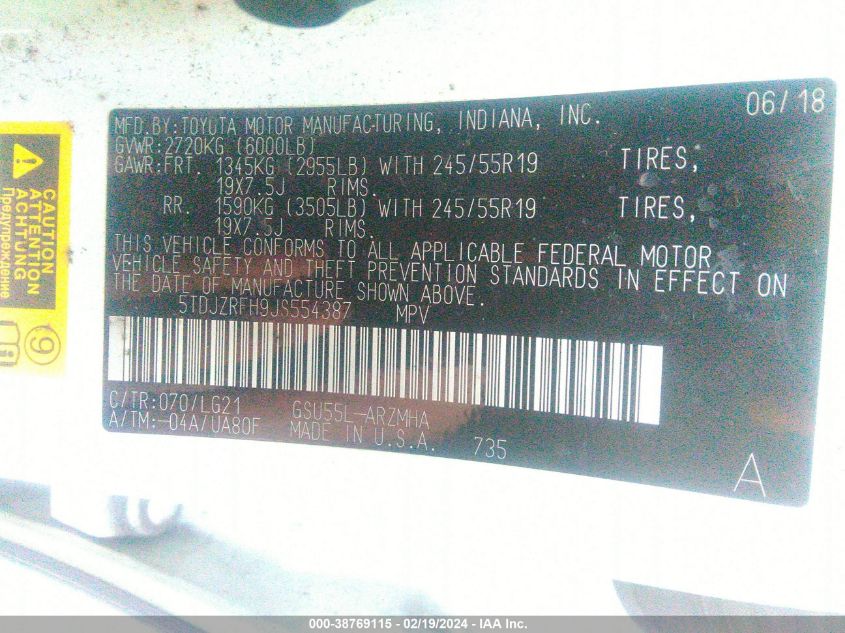 06/18
MFD.BY:TOYOTA MOTOR MANUFACTURING, INDIANA, INC.
GVWR:2720KG (6000LB)
GAWR:FRT. 1345KG (2955LB) WITH 245/55R19 TIRES,
19X7.5J RIMS.
RR. 1590KG (3505LB) WITH 245/55R19 TIRES,
19X7.5J RIMS.
THIS VEHICLE CONFORMS TO ALL APPLICABLE FEDERAL MOTOR
VEHICLE SAFETY AND THEFT PREVENTION STANDARDS IN EFFECT ON
THE DATE OF MANUFACTURE SHOWN ABOVE.
5TDJZRFH9JS554387 MPV
C/TR:070/LG21 GSU55L-ARZMHA
A/TM:-04A/UA80F MADE IN U.S.A. 735
A
CAUTION
ATTENTION
ACHTUNG
Предупреждение
9
000-38769115 - 02/19/2024 - IAA Inc.